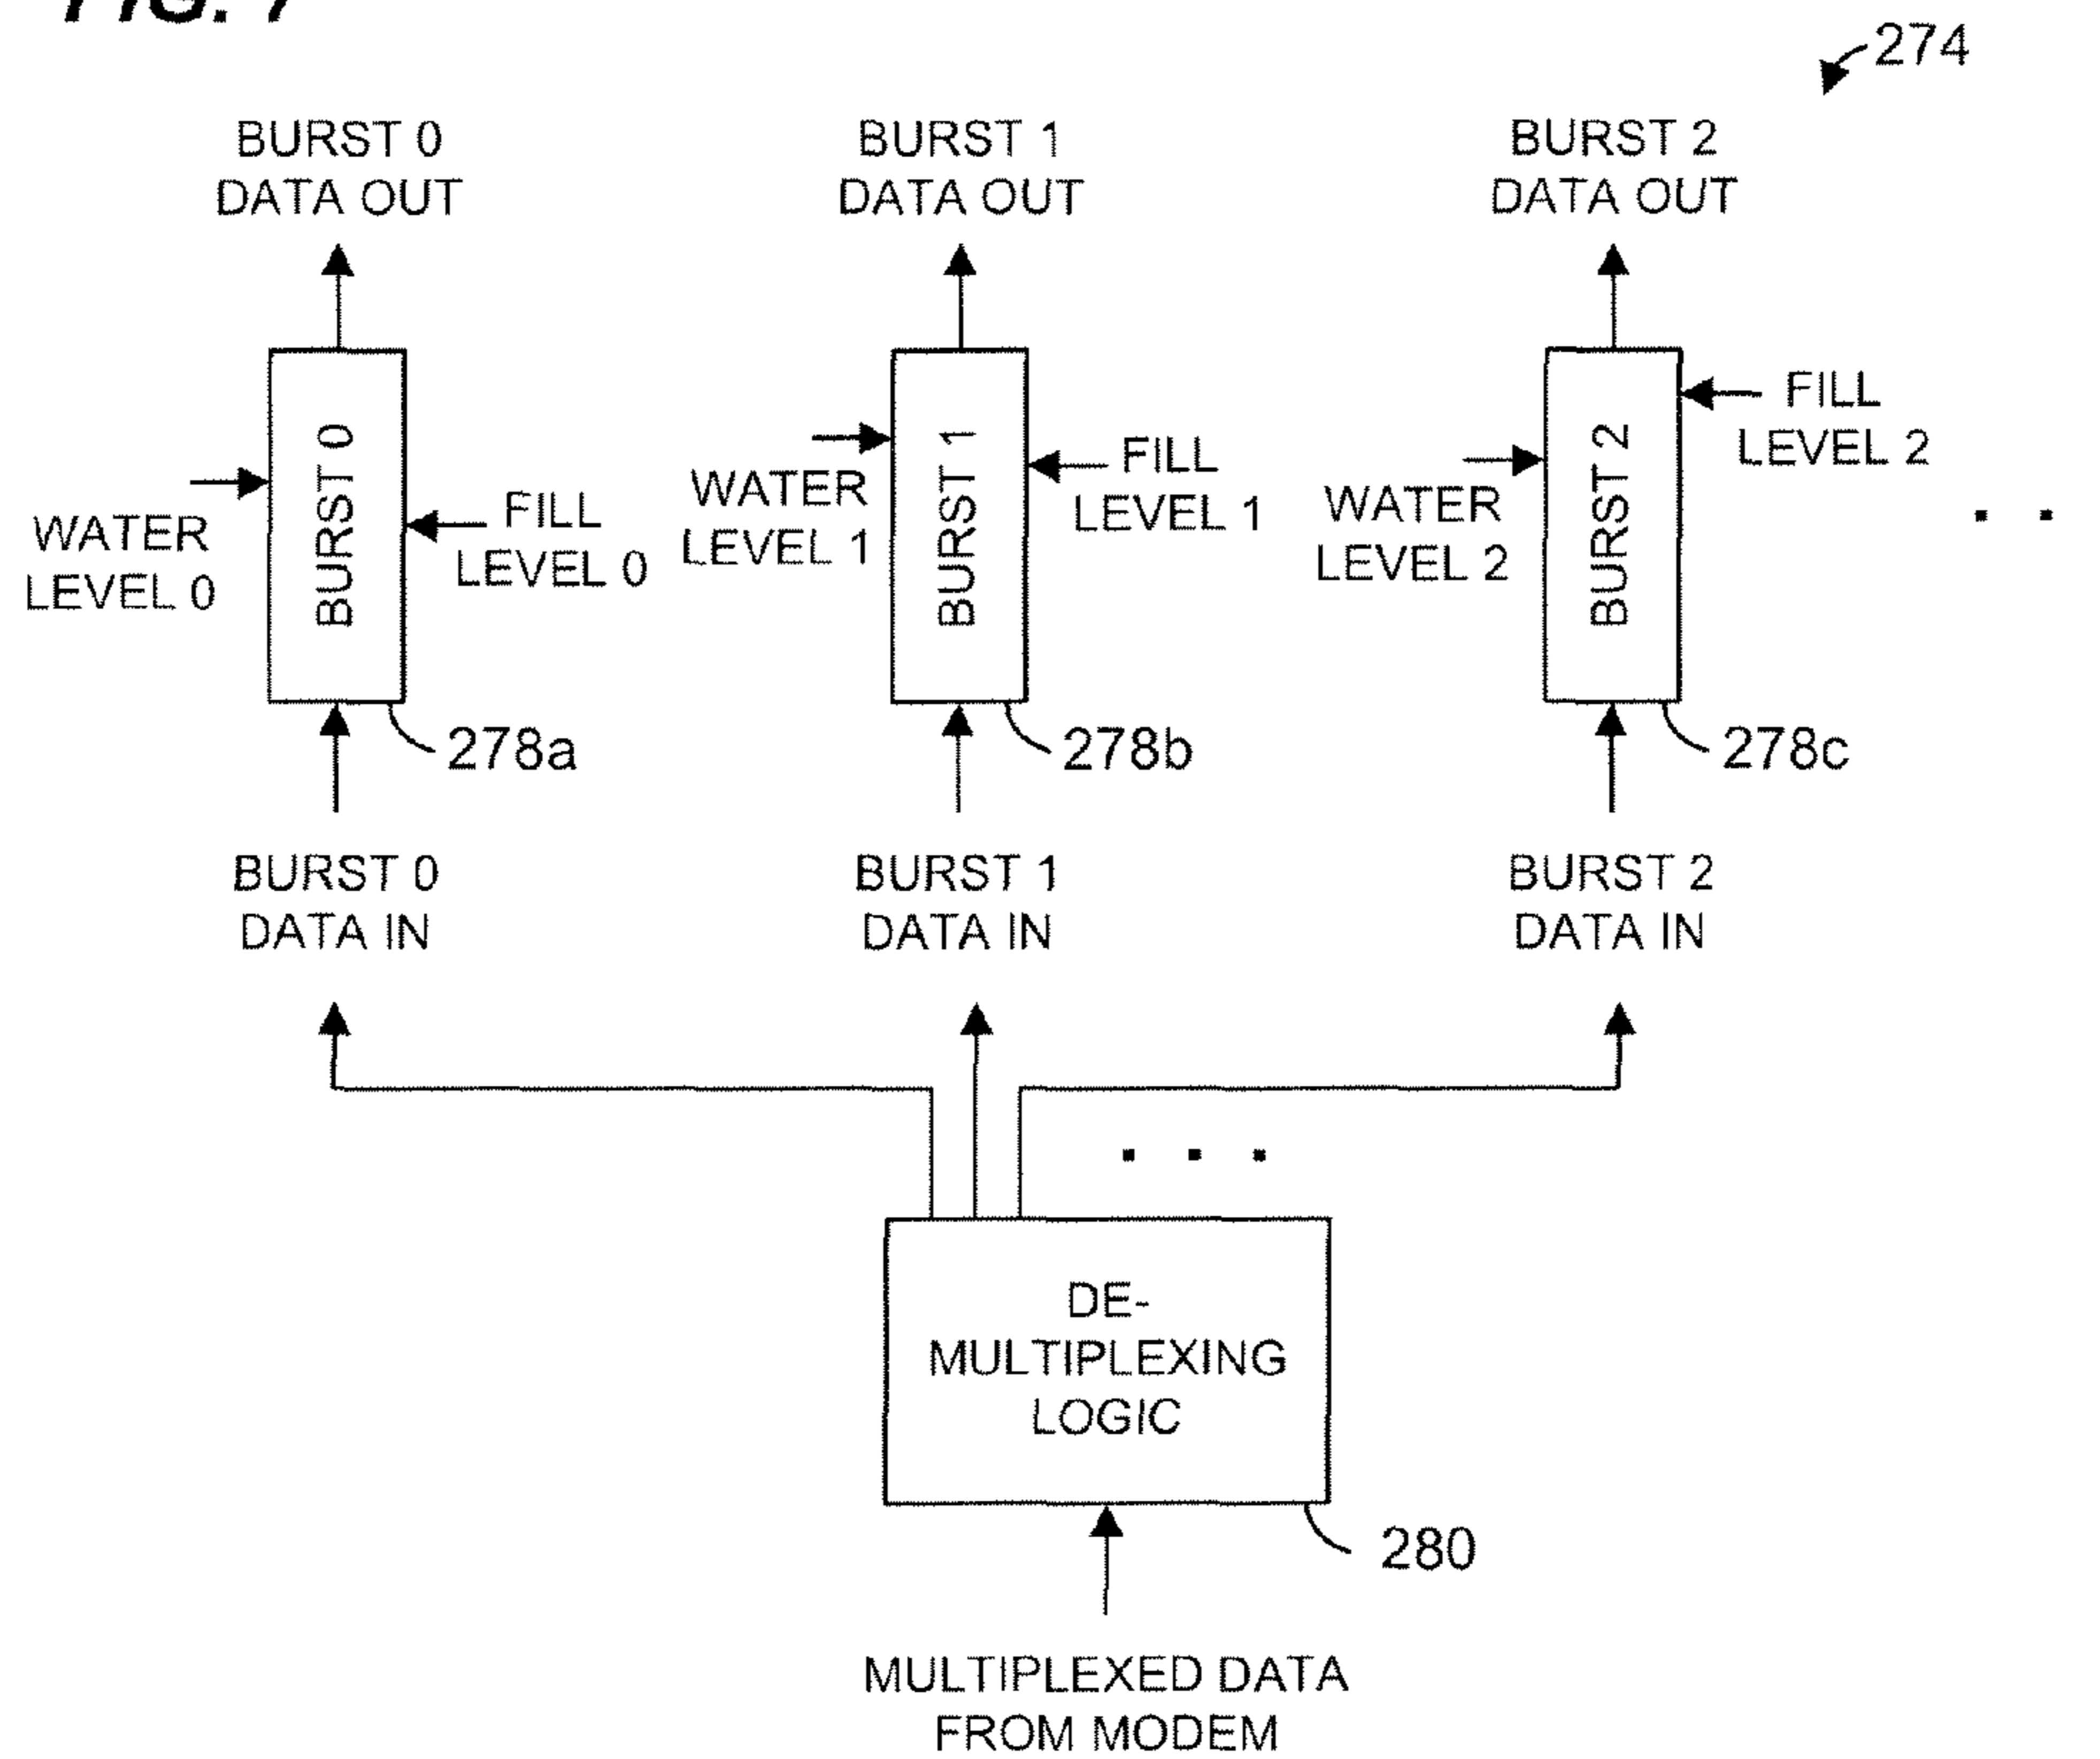 FIG. 7
274
BURST 0
DATA OUT
BURST 1
DATA OUT
BURST 2
DATA OUT
BURST 0
WATER
LEVEL 0
FILL
LEVEL 0
BURST 1
WATER
LEVEL 1
FILL
LEVEL 1
BURST 2
WATER
LEVEL 2
FILL
LEVEL 2
. .
278a
278b
278c
BURST 0
DATA IN
BURST 1
DATA IN
BURST 2
DATA IN
. . .
DE-
MULTIPLEXING
LOGIC
280
MULTIPLEXED DATA
FROM MODEM